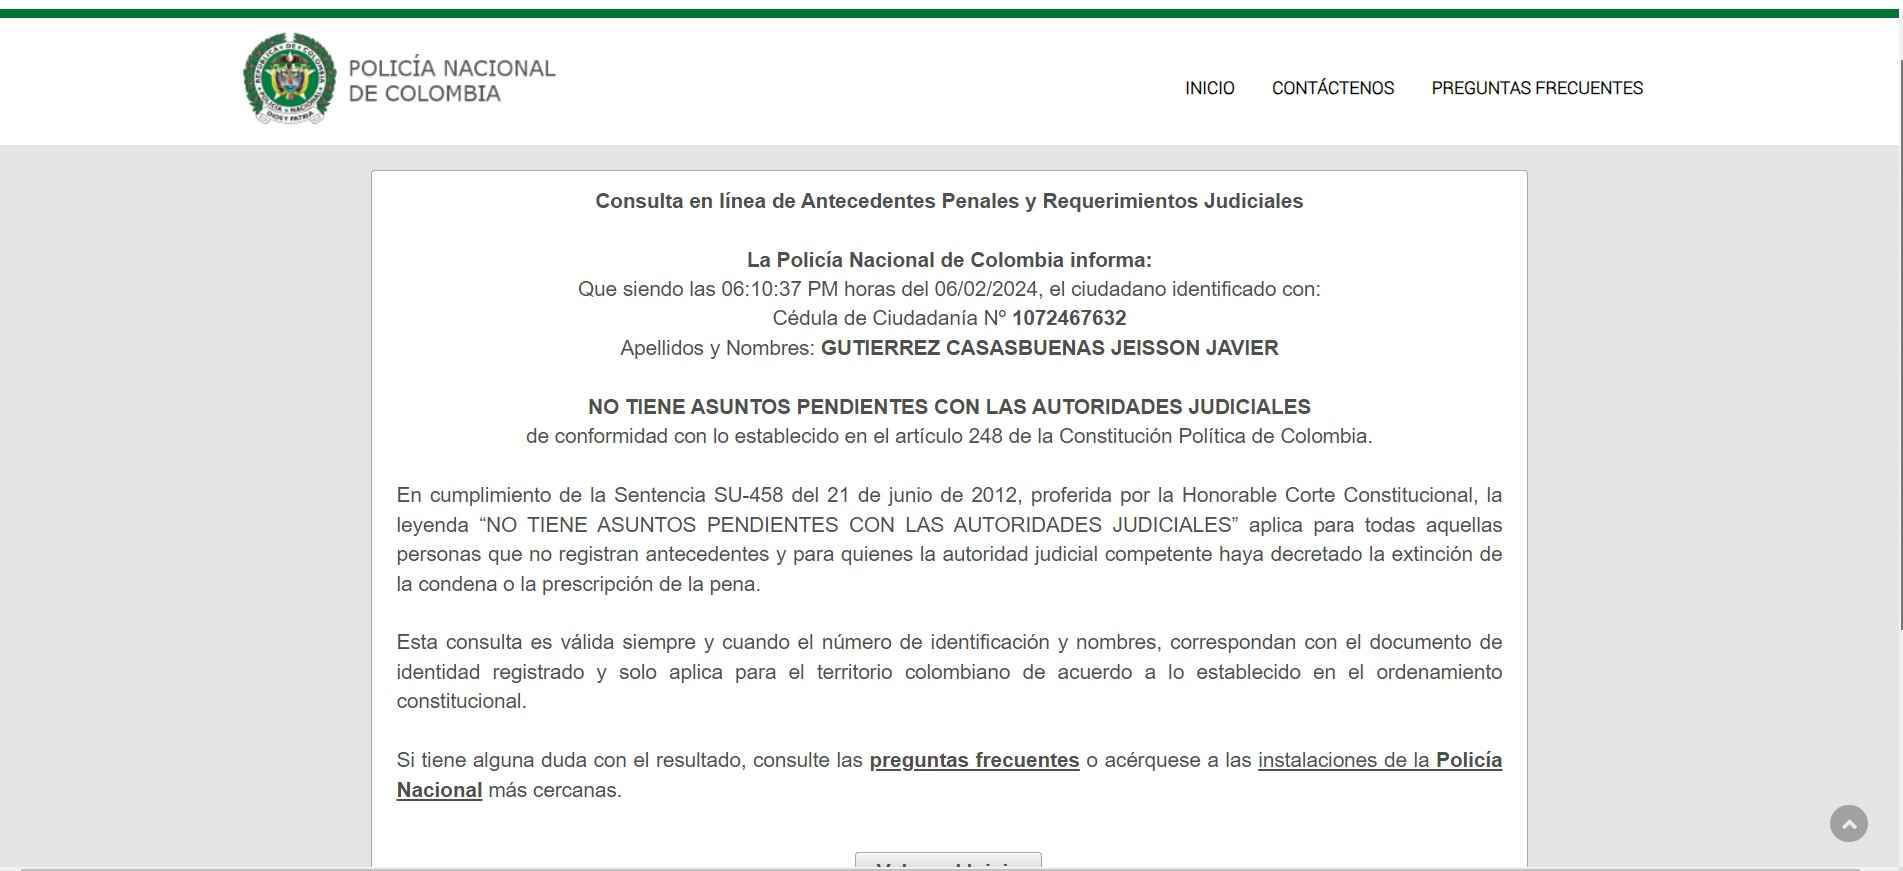 POLICÍA NACIONAL
DE COLOMBIA
INICIO CONTÁCTENOS PREGUNTAS FRECUENTES
Consulta en línea de Antecedentes Penales y Requerimientos Judiciales
La Policía Nacional de Colombia informa:
Que siendo las 06:10:37 PM horas del 06/02/2024, el ciudadano identificado con:
Cédula de Ciudadanía Nº 1072467632
Apellidos y Nombres: GUTIERREZ CASASBUENAS JEISSON JAVIER
NO TIENE ASUNTOS PENDIENTES CON LAS AUTORIDADES JUDICIALES
de conformidad con lo establecido en el artículo 248 de la Constitución Política de Colombia.
En cumplimiento de la Sentencia SU-458 del 21 de junio de 2012, proferida por la Honorable Corte Constitucional, la
leyenda “NO TIENE ASUNTOS PENDIENTES CON LAS AUTORIDADES JUDICIALES” aplica para todas aquellas
personas que no registran antecedentes y para quienes la autoridad judicial competente haya decretado la extinción de
la condena o la prescripción de la pena.
Esta consulta es válida siempre y cuando el número de identificación y nombres, correspondan con el documento de
identidad registrado y solo aplica para el territorio colombiano de acuerdo a lo establecido en el ordenamiento
constitucional.
Si tiene alguna duda con el resultado, consulte las preguntas frecuentes o acérquese a las instalaciones de la Policía
Nacional más cercanas.